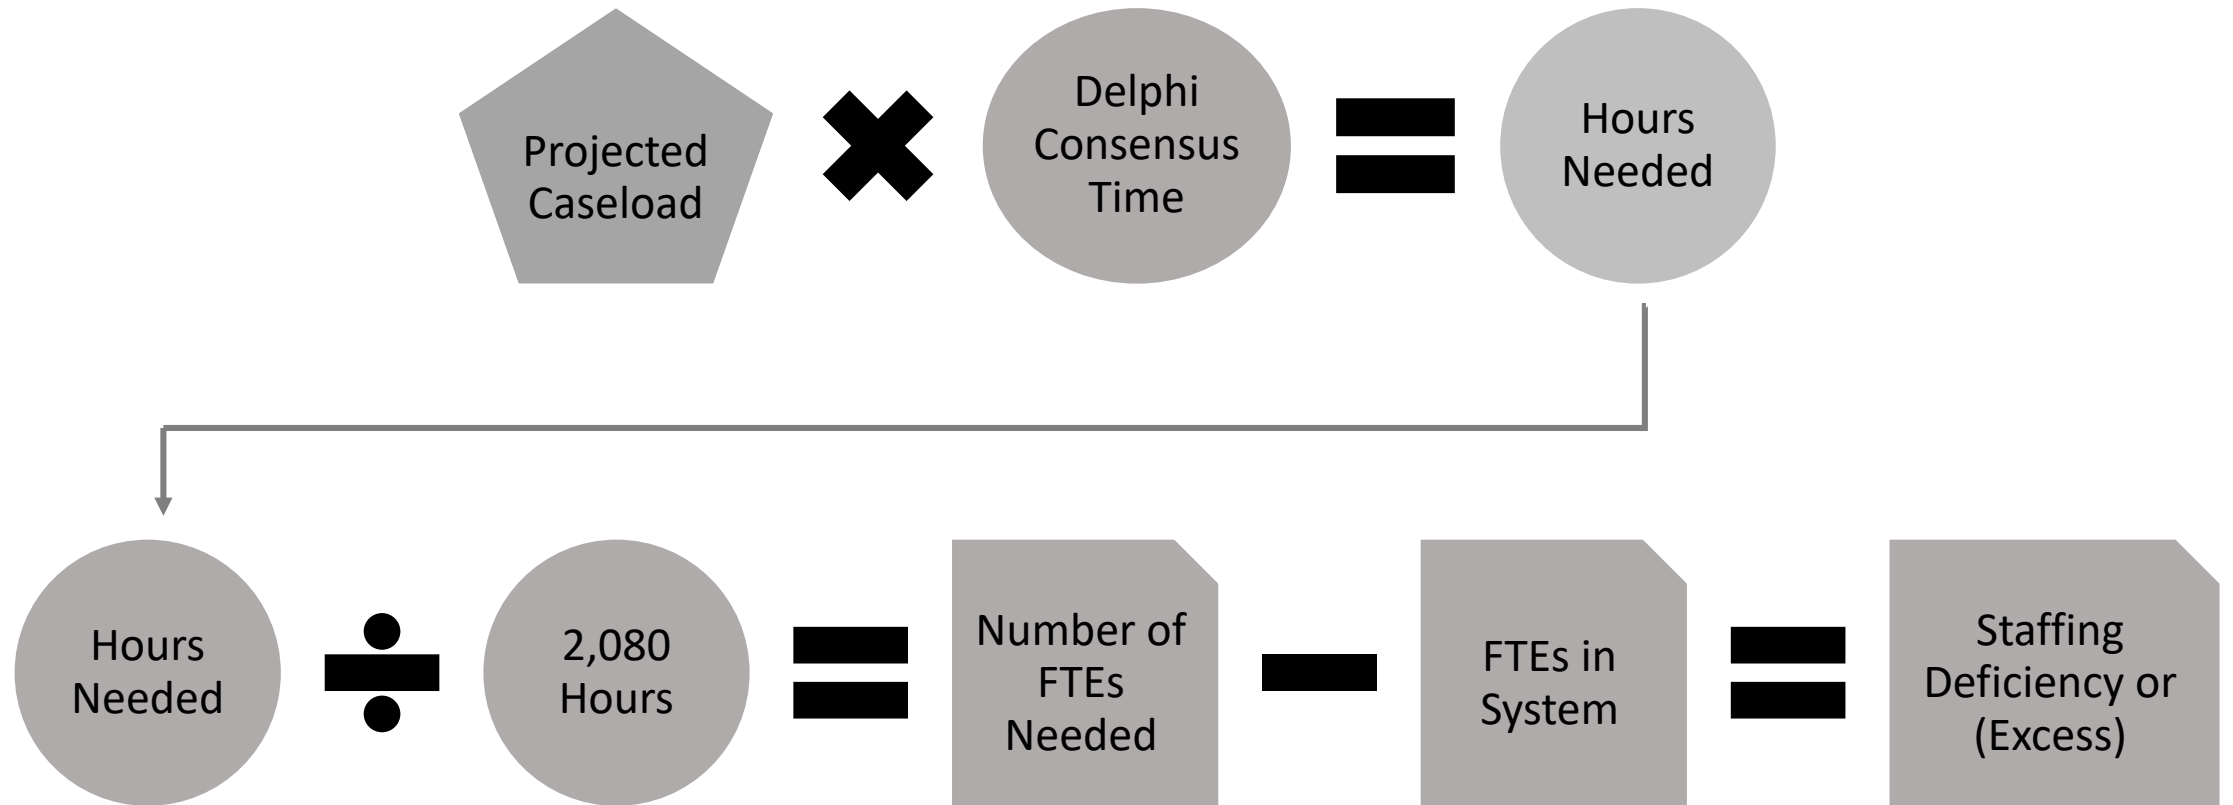 Projected
Caseload
Delphi
Consensus
Time
Hours
Needed
Hours
Needed
2,080
Hours
Number of
FTEs
Needed
FTEs in
System
Staffing
Deficiency or
(Excess)